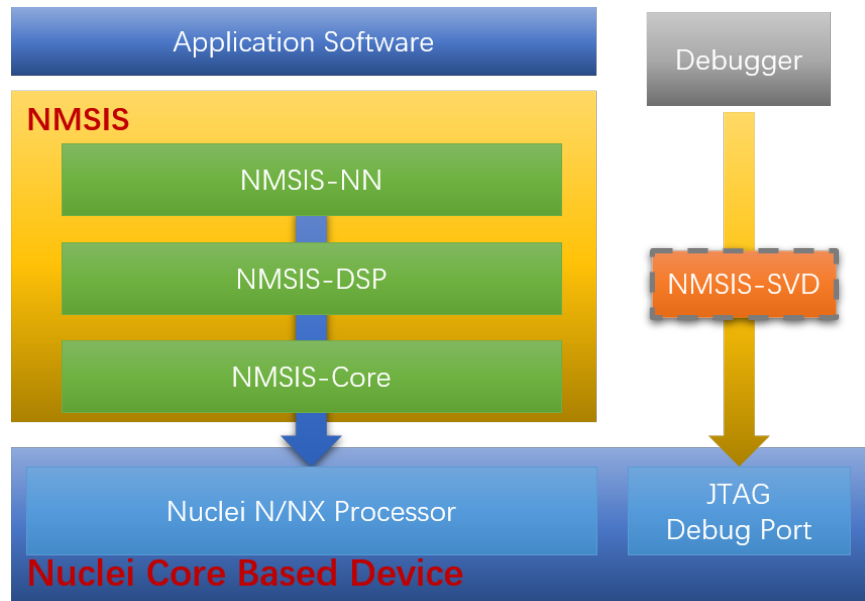 Application Software
Debugger
NMSIS
NMSIS-NN
NMSIS-DSP
NMSIS-SVD
NMSIS-Core
Nuclei N/NX Processor
JTAG
Debug Port
Nuclei Core Based Device